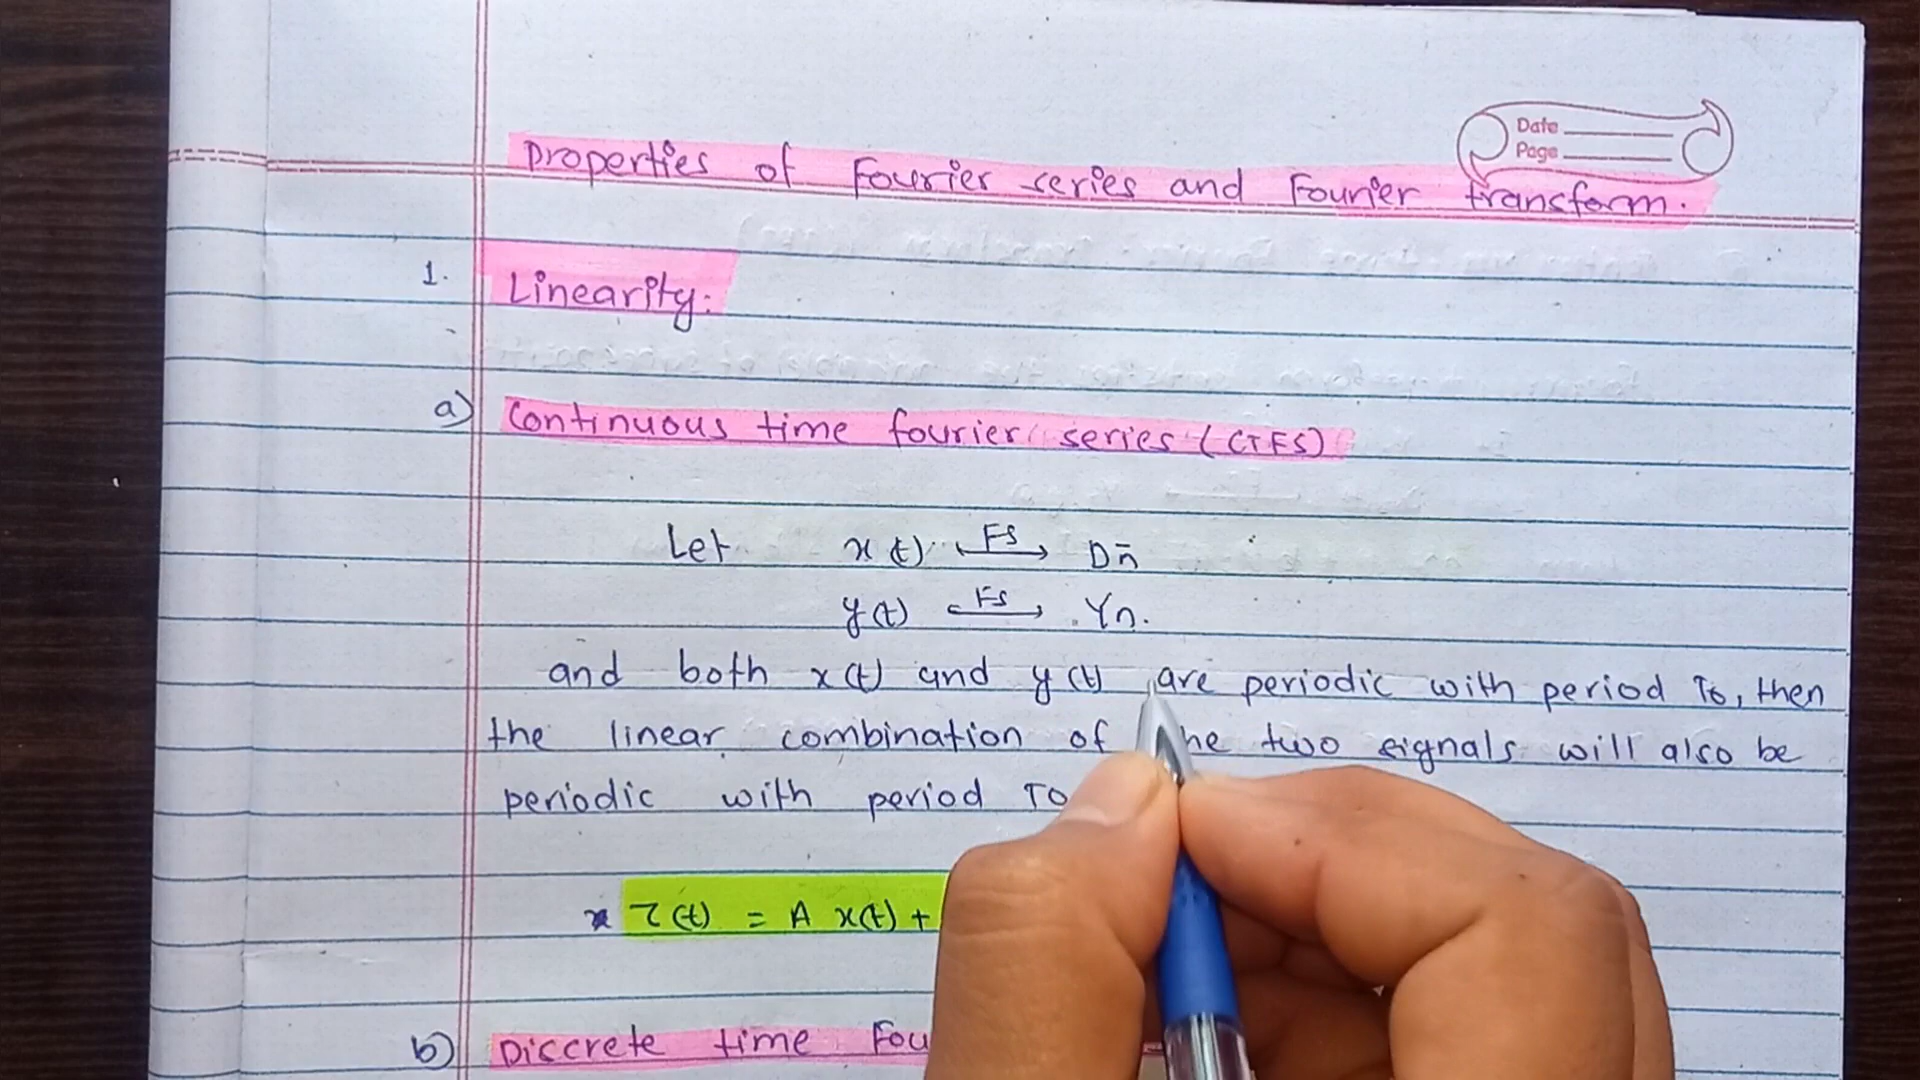 Date
Page
Properties of Fourier series and Fourier transform.
1. Linearity:
a) Continuous time fourier series (CTFS)
Let x(t) ⟷FS Dn̄
y(t) ⟷FS Yn.
and both x(t) and y(t) are periodic with period To, then
the linear combination of he two signals will also be
periodic with period To
z(t) = A x(t) +
b) Discrete time Fou